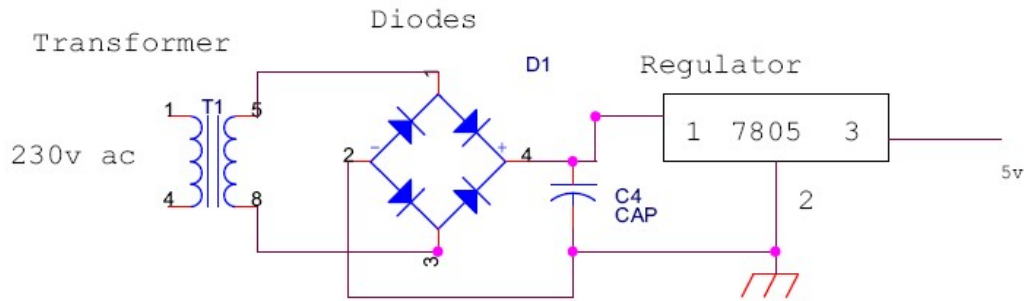 Diodes
Transformer
D1
Regulator
1
1 T1 5
230v ac
1 7805 3
2 - + 4
5v
4 8
C4
CAP
2
3